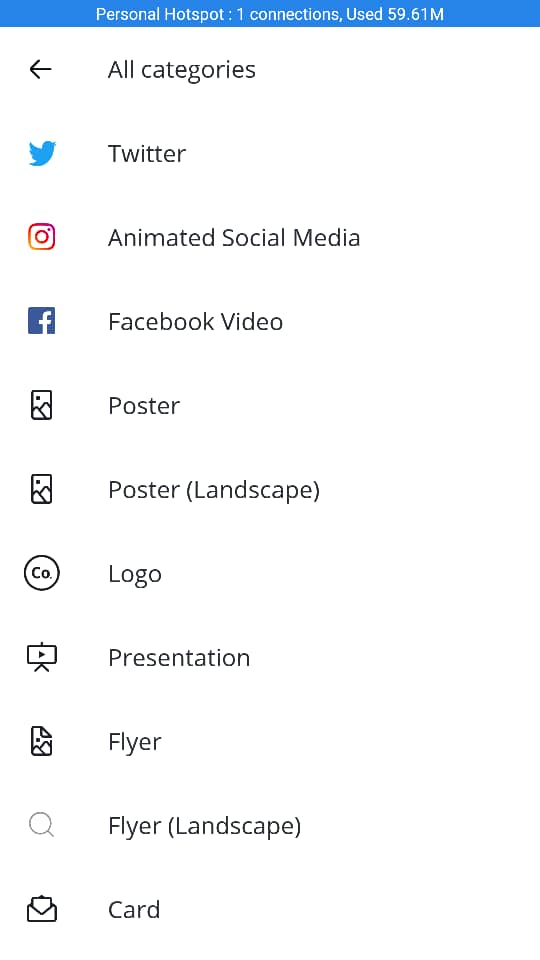 Personal Hotspot : 1 connections, Used 59.61M
All categories
Twitter
Animated Social Media
Facebook Video
Poster
Poster (Landscape)
Co. Logo
Presentation
Flyer
Flyer (Landscape)
Card